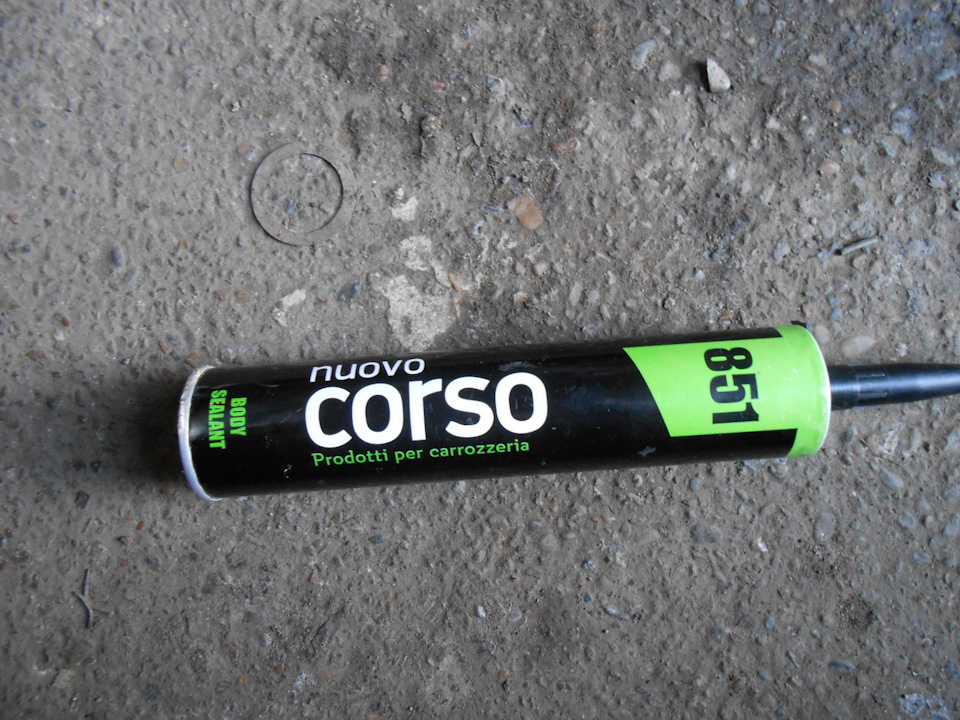 nuovo
corso
Prodotti per carrozzeria
BODY
SEALANT
851